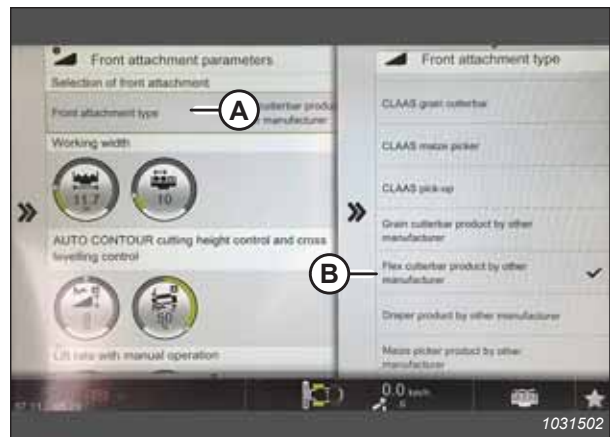 Front attachment parameters
Selection of front attachment
Front attachment type
A
cutterbar produ
manufacturer
Working width
11.7
10
AUTO CONTOUR cutting height control and cross
levelling control
50
Lift rate with manual operation
Front attachment type
CLAAS grain cutterbar
CLAAS maize picker
CLAAS pick-up
Grain cutterbar product by other
manufacturer
B
Flex cutterbar product by other
manufacturer
Draper product by other manufacturer
Maize picker product by other
manufacturer
0.0 km/h
1031502